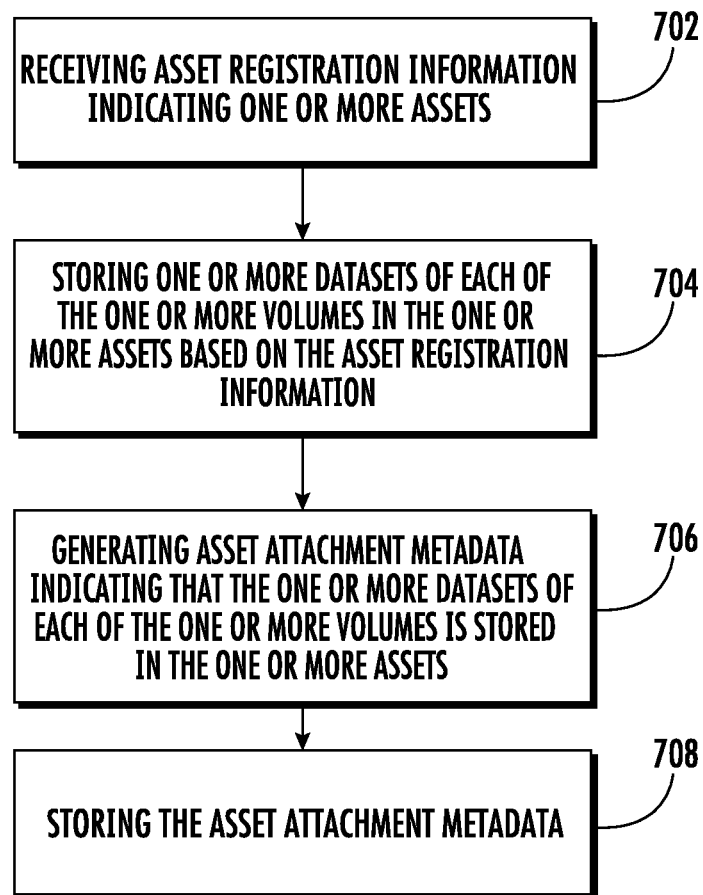 702
RECEIVING ASSET REGISTRATION INFORMATION
INDICATING ONE OR MORE ASSETS
704
STORING ONE OR MORE DATASETS OF EACH OF
THE ONE OR MORE VOLUMES IN THE ONE OR
MORE ASSETS BASED ON THE ASSET REGISTRATION
INFORMATION
706
GENERATING ASSET ATTACHMENT METADATA
INDICATING THAT THE ONE OR MORE DATASETS OF
EACH OF THE ONE OR MORE VOLUMES IS STORED
IN THE ONE OR MORE ASSETS
708
STORING THE ASSET ATTACHMENT METADATA